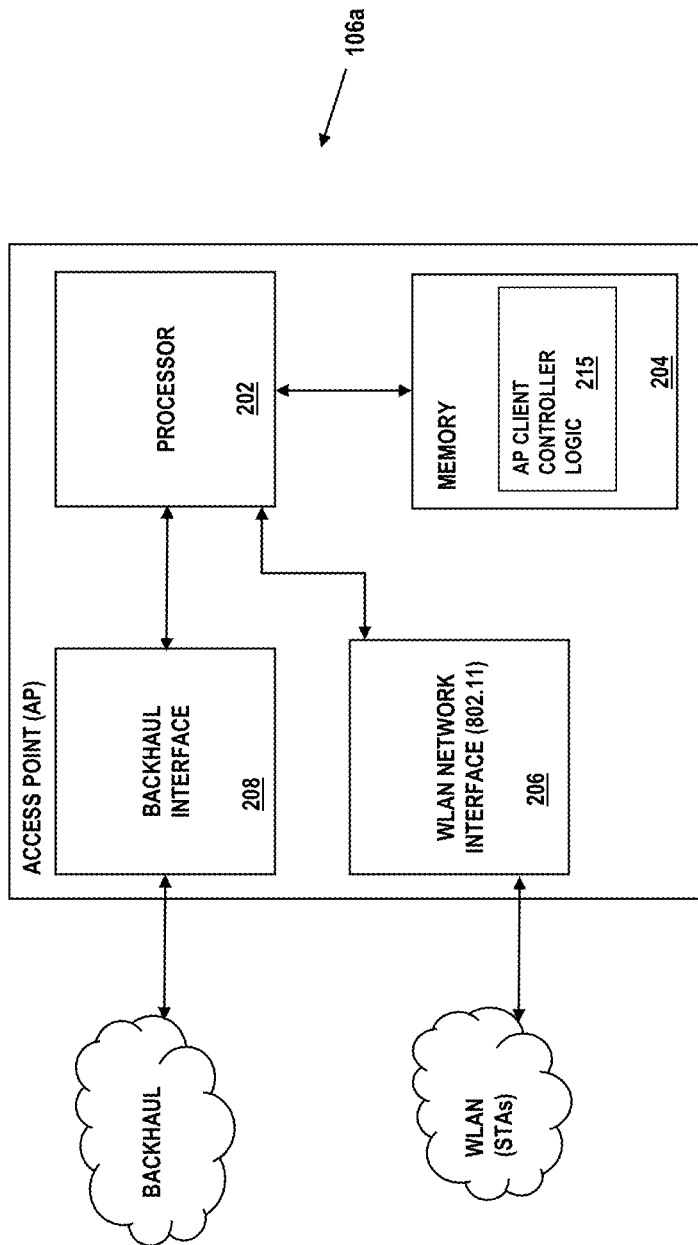 106a
ACCESS POINT (AP)
BACKHAUL
BACKHAUL
INTERFACE
208
PROCESSOR
202
WLAN
(STAs)
WLAN NETWORK
INTERFACE (802.11)
206
MEMORY
AP CLIENT
CONTROLLER
LOGIC
215
204